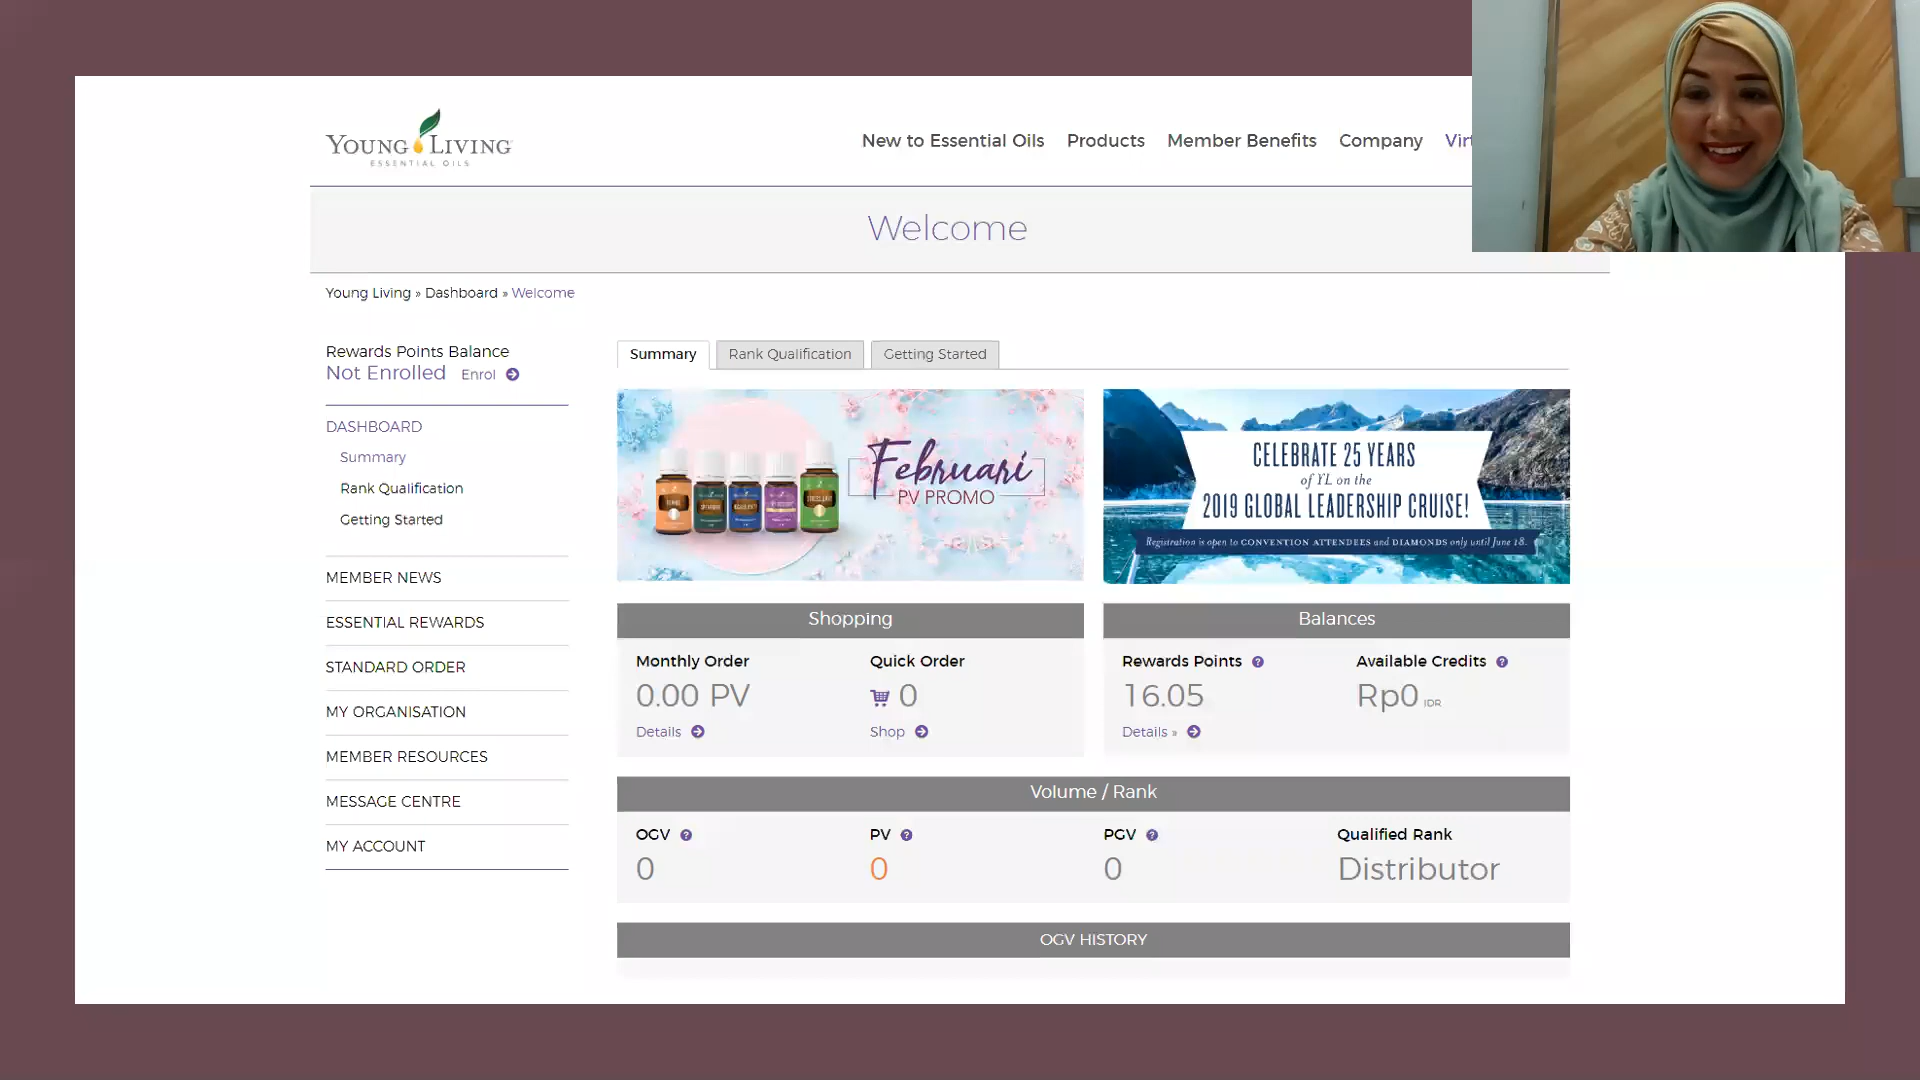 YOUNG LIVING
ESSENTIAL OILS
New to Essential Oils
Products
Member Benefits
Company
Virt
Welcome
Young Living » Dashboard » Welcome
Rewards Points Balance
Not Enrolled Enrol
DASHBOARD
Summary
Rank Qualification
Getting Started
MEMBER NEWS
ESSENTIAL REWARDS
STANDARD ORDER
MY ORGANISATION
MEMBER RESOURCES
MESSAGE CENTRE
MY ACCOUNT
Summary
Rank Qualification
Getting Started
Februari
PV PROMO
CELEBRATE 25 YEARS
of YL on the
2019 GLOBAL LEADERSHIP CRUISE!
Registration is open to CONVENTION ATTENDEES and DIAMONDS only until June 18.
Shopping
Monthly Order
0.00 PV
Details
Quick Order
0
Shop
Balances
Rewards Points ?
16.05
Details »
Available Credits ?
Rp0 IDR
Volume / Rank
OGV ?
0
PV ?
0
PGV ?
0
Qualified Rank
Distributor
OGV HISTORY